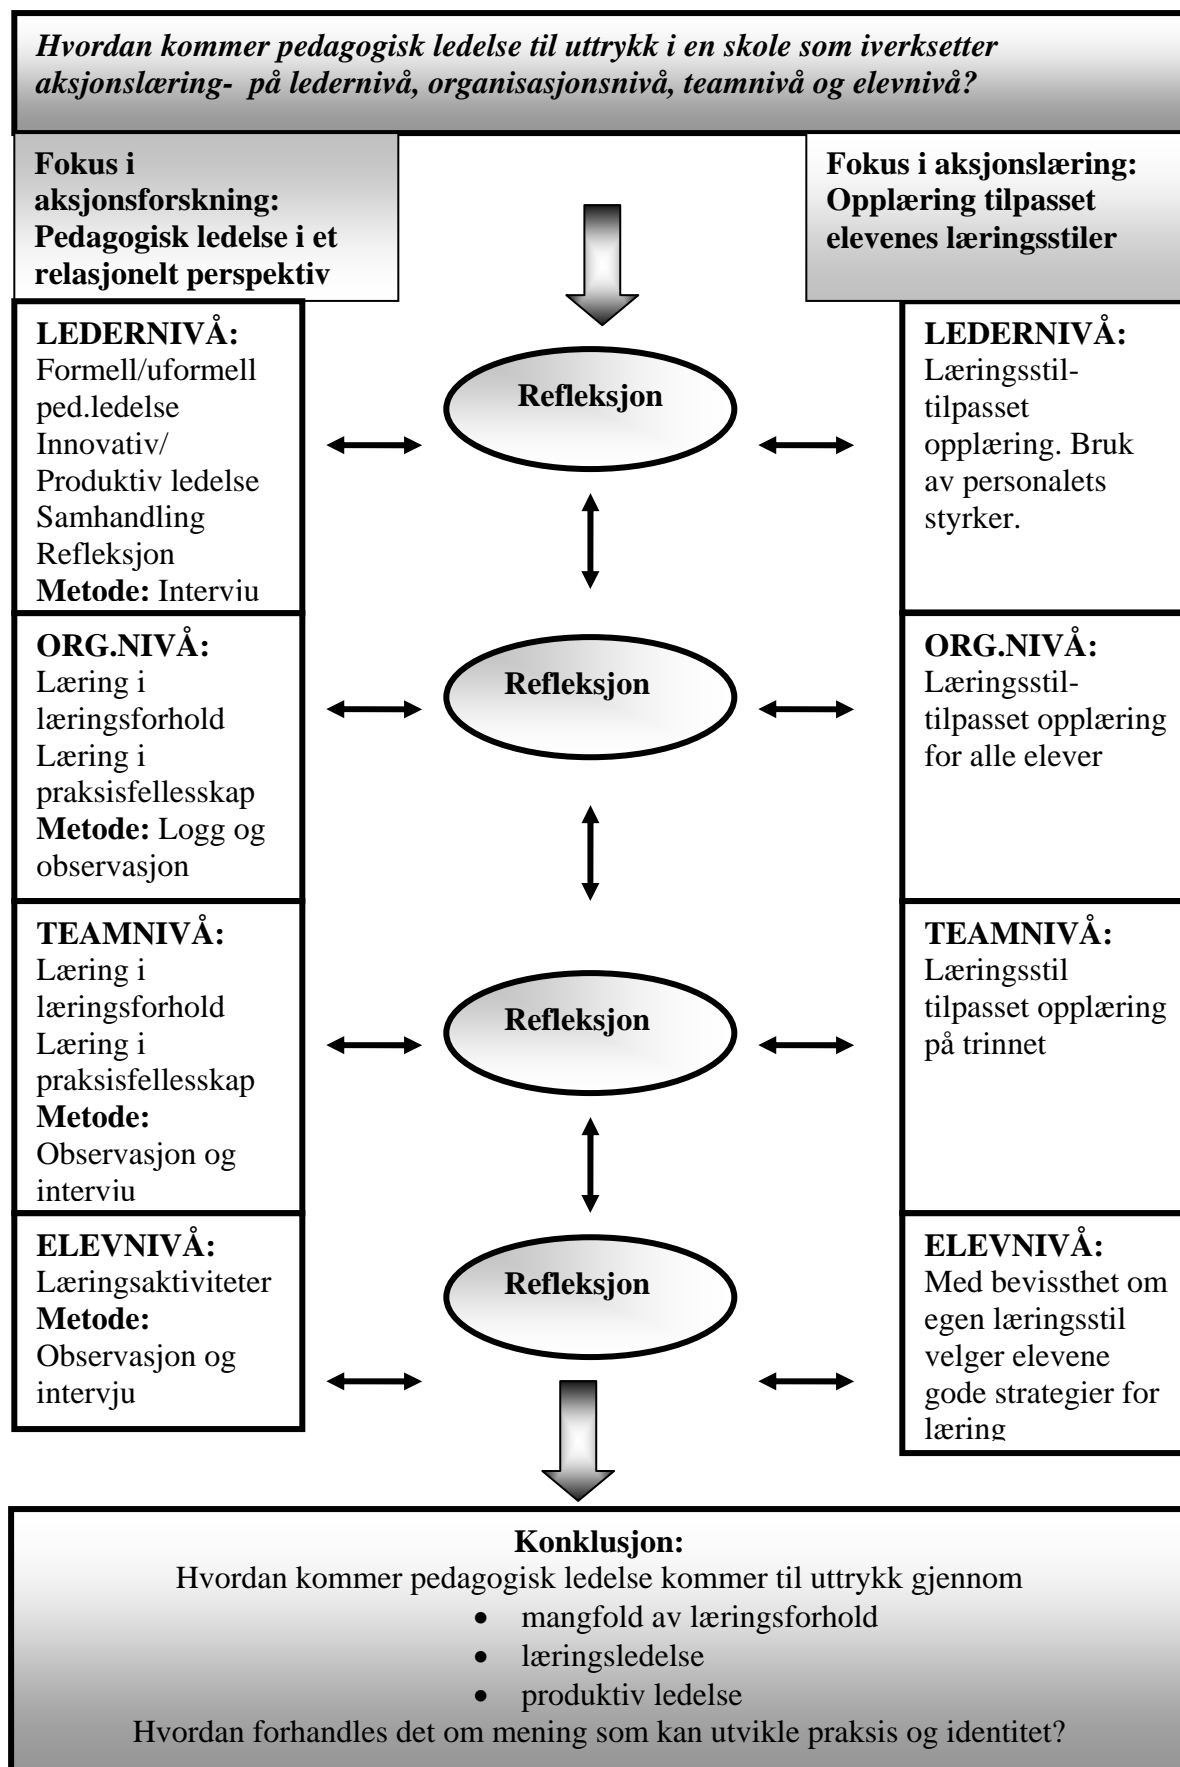 Hvordan kommer pedagogisk ledelse til uttrykk i en skole som iverksetter
aksjonslæring-  på ledernivå, organisasjonsnivå, teamnivå og elevnivå?
Fokus i
aksjonsforskning:
Pedagogisk ledelse i et
relasjonelt perspektiv
Fokus i aksjonslæring:
Opplæring tilpasset
elevenes læringsstiler
LEDERNIVÅ:
Formell/uformell
ped.ledelse
Innovativ/
Produktiv ledelse
Samhandling
Refleksjon
Metode: Intervju
Refleksjon
LEDERNIVÅ:
Læringsstil-
tilpasset
opplæring. Bruk
av personalets
styrker.
ORG.NIVÅ:
Læring i
læringsforhold
Læring i
praksisfellesskap
Metode: Logg og
observasjon
Refleksjon
ORG.NIVÅ:
Læringsstil-
tilpasset opplæring
for alle elever
TEAMNIVÅ:
Læring i
læringsforhold
Læring i
praksisfellesskap
Metode:
Observasjon og
intervju
Refleksjon
TEAMNIVÅ:
Læringsstil
tilpasset opplæring
på trinnet
ELEVNIVÅ:
Læringsaktiviteter
Metode:
Observasjon og
intervju
Refleksjon
ELEVNIVÅ:
Med bevissthet om
egen læringsstil
velger elevene
gode strategier for
læring
Konklusjon:
Hvordan kommer pedagogisk ledelse kommer til uttrykk gjennom
• mangfold av læringsforhold
• læringsledelse
• produktiv ledelse
Hvordan forhandles det om mening som kan utvikle praksis og identitet?